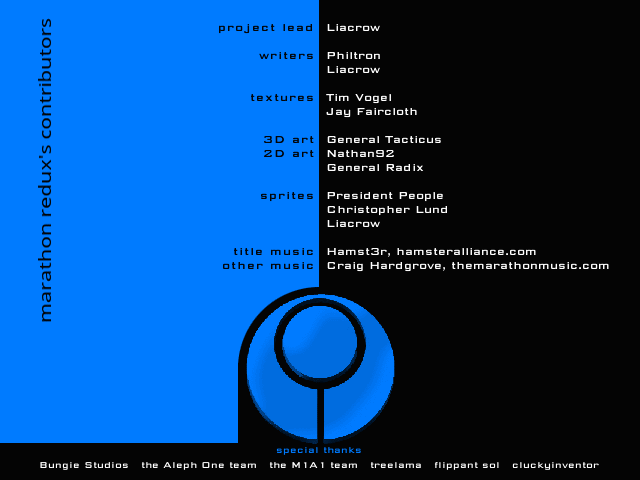 marathon redux's contributors
project lead Liacrow
writers Philtron
Liacrow
textures Tim Vogel
Jay Faircloth
3D art General Tacticus
2D art Nathan92
General Radix
sprites President People
Christopher Lund
Liacrow
title music Hamst3r, hamsteralliance.com
other music Craig Hardgrove, themarathonmusic.com
special thanks
Bungie Studios the Aleph One team the M1A1 team treelama flippant sol cluckyinventor